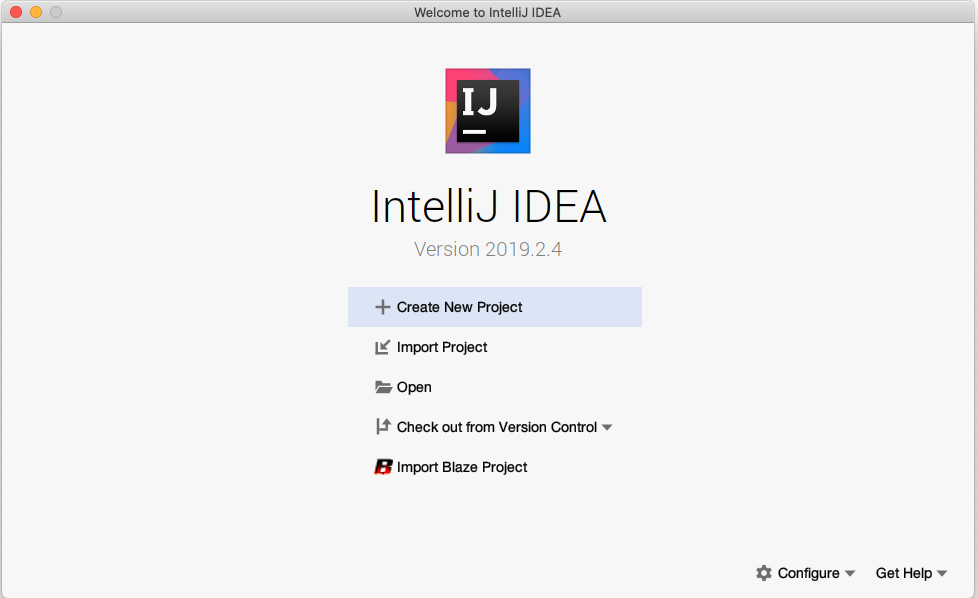 Welcome to IntelliJ IDEA
IJ
IntelliJ IDEA
Version 2019.2.4
Create New Project
Import Project
Open
Check out from Version Control
Import Blaze Project
Configure
Get Help